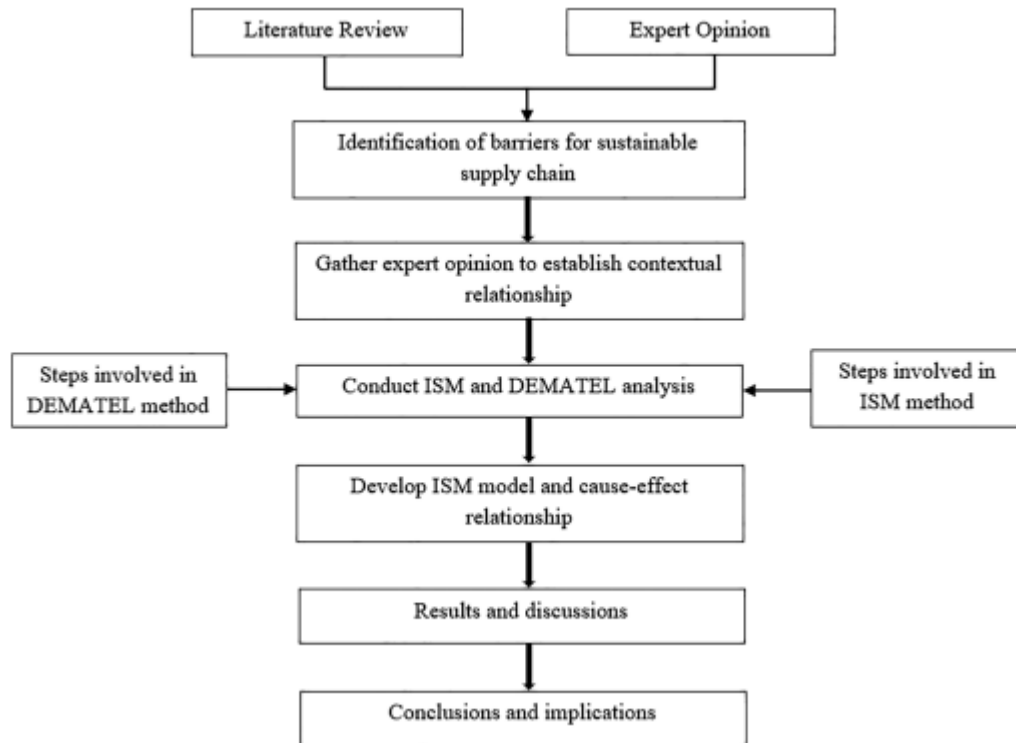 Literature Review
Expert Opinion
Identification of barriers for sustainable
supply chain
Gather expert opinion to establish contextual
relationship
Steps involved in
DEMATEL method
Conduct ISM and DEMATEL analysis
Steps involved in
ISM method
Develop ISM model and cause-effect
relationship
Results and discussions
Conclusions and implications